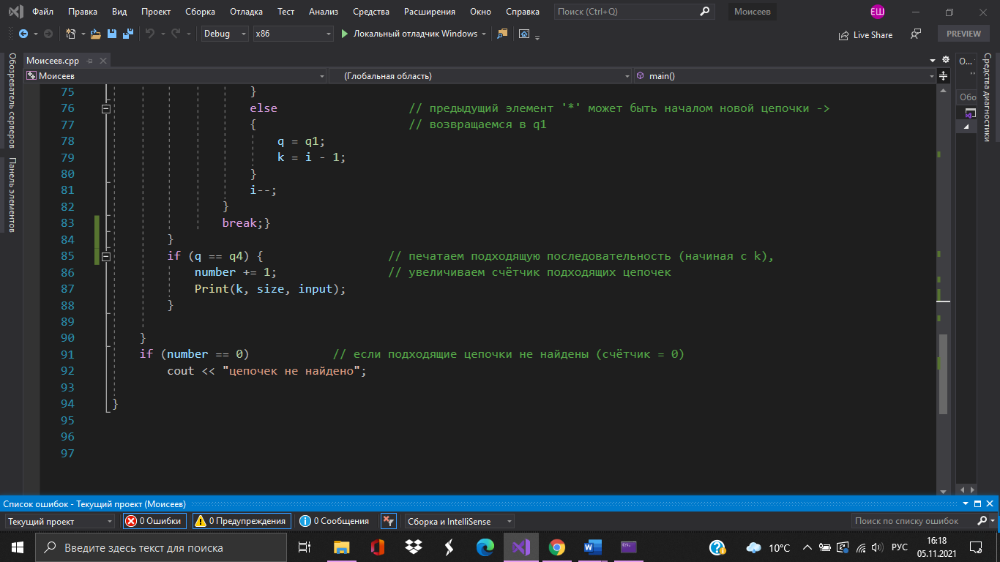 Файл Правка Вид Проект Сборка Отладка Тест Анализ Средства Расширения Окно Справка Поиск (Ctrl+Q) Моисеев ЕШ
Debug x86 Локальный отладчик Windows Live Share PREVIEW
Обозреватель серверов
Панель элементов
Моисеев.cpp
Моисеев (Глобальная область) main()
О...
Обо
Средства диагностики
75 }
76 else // предыдущий элемент '*' может быть началом новой цепочки ->
77 { // возвращаемся в q1
78 q = q1;
79 k = i - 1;
80 }
81 i--;
82 }
83 break;}
84 }
85 if (q == q4) { // печатаем подходящую последовательность (начиная с k),
86 number += 1; // увеличиваем счётчик подходящих цепочек
87 Print(k, size, input);
88 }
89
90 }
91 if (number == 0) // если подходящие цепочки не найдены (счётчик = 0)
92 cout << "цепочек не найдено";
93
94 }
95
96
97
Список ошибок - Текущий проект (Моисеев)
Текущий проект 0 Ошибки 0 Предупреждения 0 Сообщения Сборка и IntelliSense Поиск по списку ошибок
Введите здесь текст для поиска 10°C РУС 16:18
05.11.2021